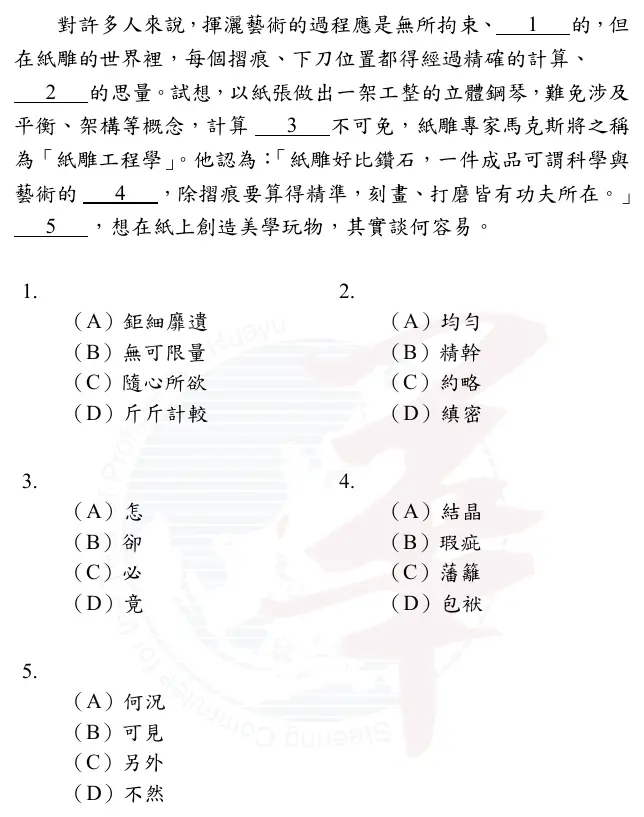 對許多人來說，揮灑藝術的過程應是無所拘束、 1 的，但
在紙雕的世界裡，每個摺痕、下刀位置都得經過精確的計算、
2 的思量。試想，以紙張做出一架工整的立體鋼琴，難免涉及
平衡、架構等概念，計算 3 不可免，紙雕專家馬克斯將之稱
為「紙雕工程學」。他認為：「紙雕好比鑽石，一件成品可謂科學與
藝術的 4 ，除摺痕要算得精準，刻畫、打磨皆有功夫所在。」
5 ，想在紙上創造美學玩物，其實談何容易。
1.
（A）鉅細靡遺
（B）無可限量
（C）隨心所欲
（D）斤斤計較
2.
（A）均勻
（B）精幹
（C）約略
（D）縝密
3.
（A）怎
（B）卻
（C）必
（D）竟
4.
（A）結晶
（B）瑕疵
（C）藩籬
（D）包袱
5.
（A）何況
（B）可見
（C）另外
（D）不然
華
Steering Committee for the
Huayu